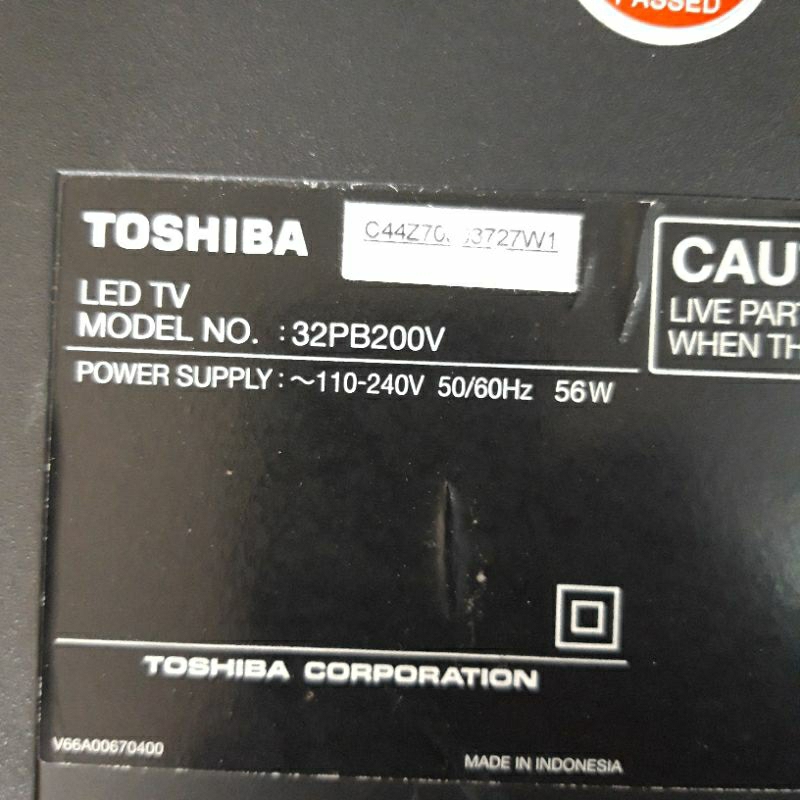 PASSED
TOSHIBA
LED TV
MODEL NO. : 32PB200V
POWER SUPPLY : ~110-240V 50/60Hz 56W
CAU
LIVE PAR
WHEN TH
TOSHIBA CORPORATION
V66A00670400
MADE IN INDONESIA